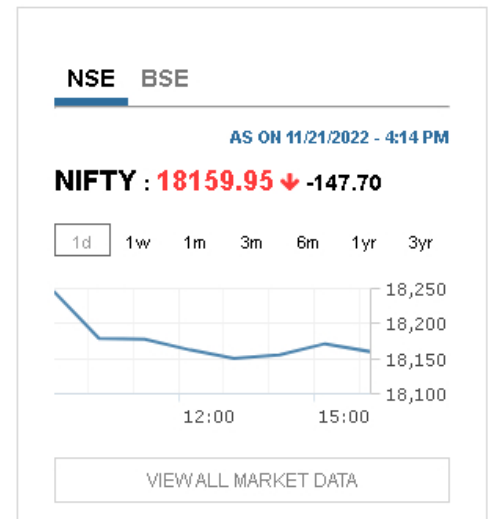 NSE BSE
AS ON 11/21/2022 - 4:14 PM
NIFTY : 18159.95 -147.70
1d 1w 1m 3m 6m 1yr 3yr
18,250
18,200
18,150
18,100
12:00 15:00
VIEW ALL MARKET DATA